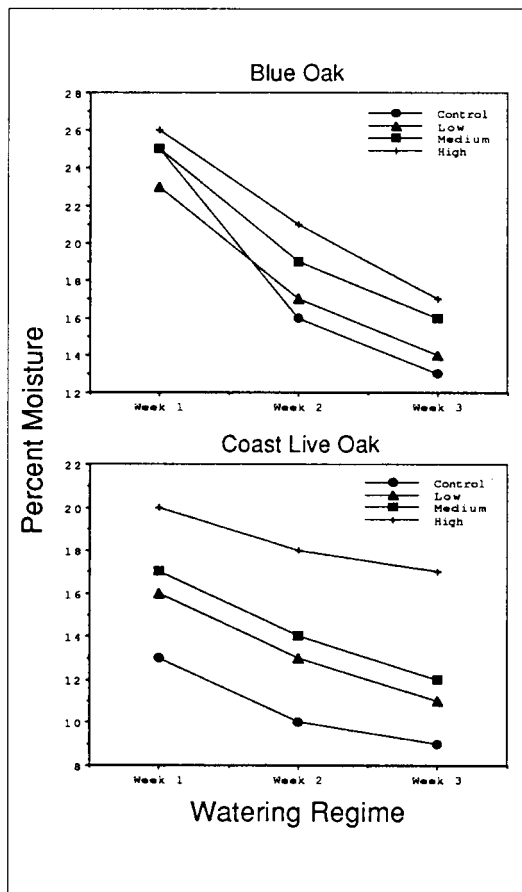 Blue Oak
28
26
24
22
20
18
16
14
12
Control
Low
Medium
High
Week 1 Week 2 Week 3
Percent Moisture
Coast Live Oak
22
20
18
16
14
12
10
8
Control
Low
Medium
High
Week 1 Week 2 Week 3
Watering Regime